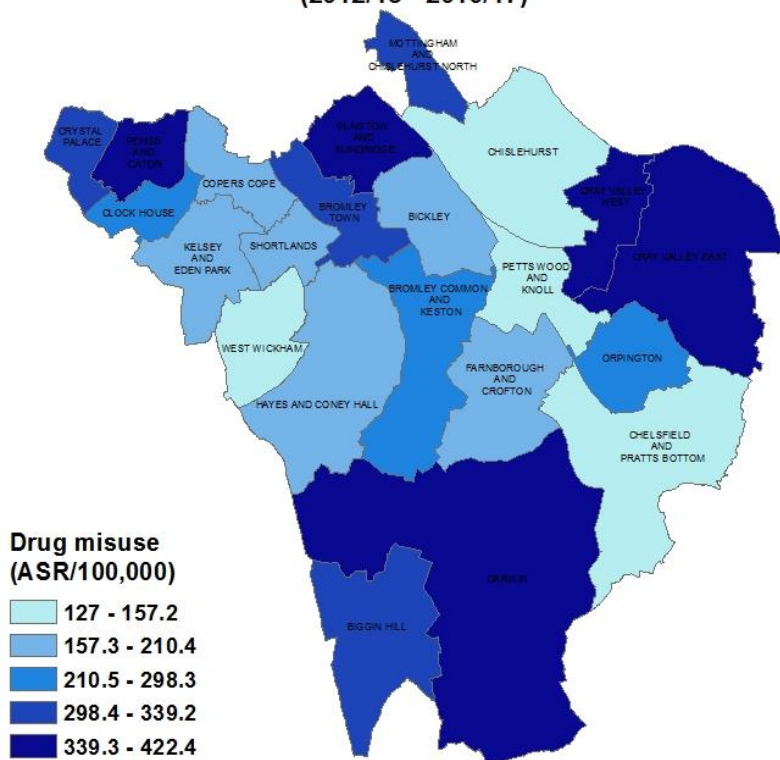 (2012/13 - 2016/17)
MOTTINGHAM
AND
CHISLEHURST NORTH
CRYSTAL
PALACE
PENGE
AND
CATOR
PLAISTOW
AND
SUNDRIDGE
CHISLEHURST
COPERS COPE
CRAY VALLEY
WEST
CLOCK HOUSE
BROMLEY
TOWN
BICKLEY
SHORTLANDS
KELSEY
AND
EDEN PARK
CRAY VALLEY EAST
PETTS WOOD
AND
KNOLL
BROMLEY COMMON
AND
KESTON
WEST WICKHAM
ORPINGTON
FARNBOROUGH
AND
CROFTON
HAYES AND CONEY HALL
CHELSFIELD
AND
PRATTS BOTTOM
DARWIN
BIGGIN HILL
Drug misuse
(ASR/100,000)
127 - 157.2
157.3 - 210.4
210.5 - 298.3
298.4 - 339.2
339.3 - 422.4